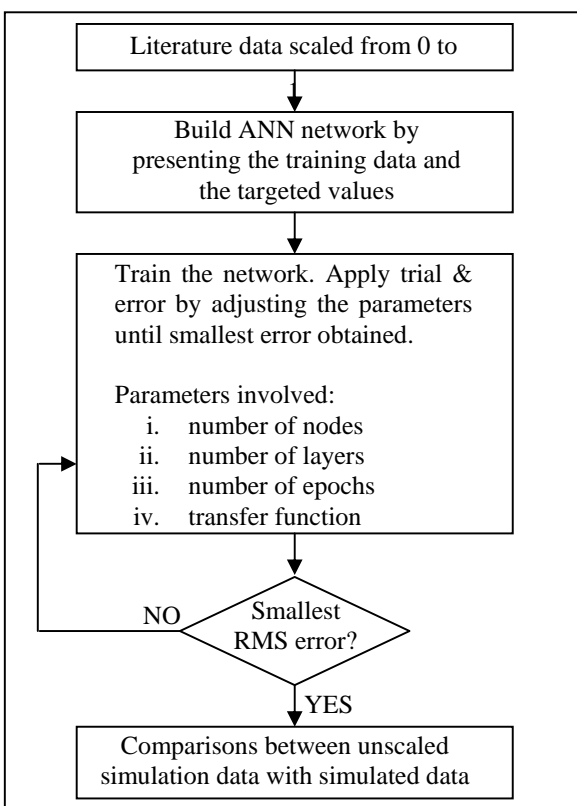 Literature data scaled from 0 to
1
Build ANN network by
presenting the training data and
the targeted values
Train the network. Apply trial &
error by adjusting the parameters
until smallest error obtained.
Parameters involved:
i. number of nodes
ii. number of layers
iii. number of epochs
iv. transfer function
NO
Smallest
RMS error?
YES
Comparisons between unscaled
simulation data with simulated data